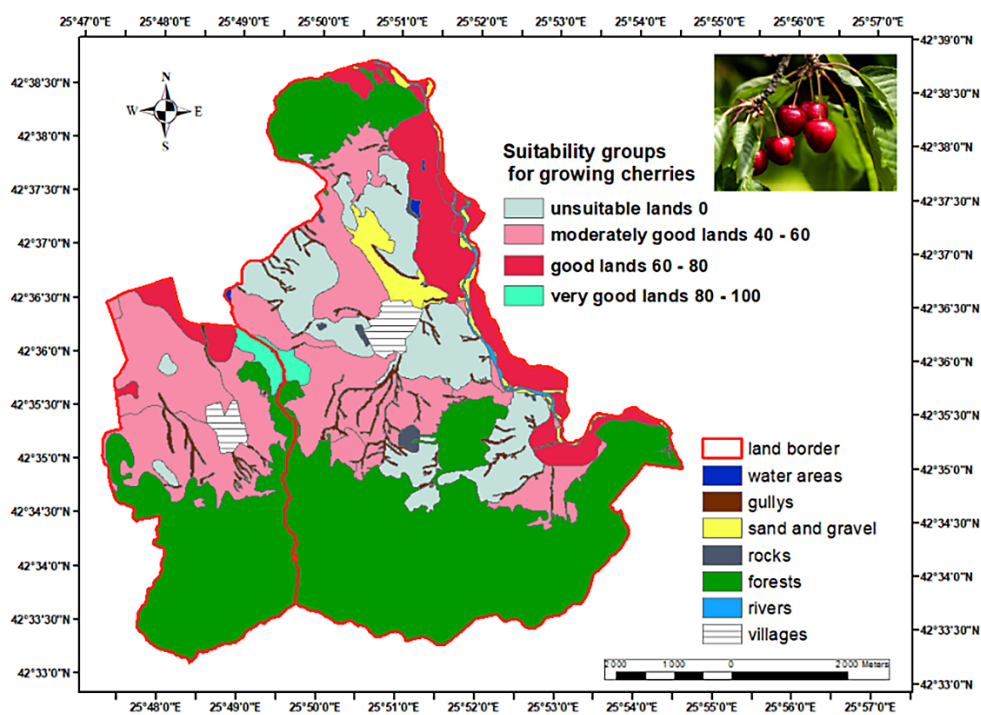 25°47'0"E 25°48'0"E 25°49'0"E 25°50'0"E 25°51'0"E 25°52'0"E 25°53'0"E 25°54'0"E 25°55'0"E 25°56'0"E 25°57'0"E
42°39'0"N
42°38'30"N
42°38'30"N
N
W E
S
42°38'0"N
42°38'0"N
Suitability groups
for growing cherries
42°37'30"N
42°37'30"N
unsuitable lands 0
42°37'0"N
moderately good lands 40 - 60
42°37'0"N
good lands 60 - 80
42°36'30"N
very good lands 80 - 100
42°36'30"N
42°36'0"N
42°36'0"N
42°35'30"N
42°35'30"N
42°35'0"N
land border
42°35'0"N
water areas
42°34'30"N
gullys
42°34'30"N
sand and gravel
42°34'0"N
rocks
42°34'0"N
forests
42°33'30"N
rivers
42°33'30"N
villages
42°33'0"N
2 000 1 000 0 2 000 Meters
42°33'0"N
25°48'0"E 25°49'0"E 25°50'0"E 25°51'0"E 25°52'0"E 25°53'0"E 25°54'0"E 25°55'0"E 25°56'0"E 25°57'0"E